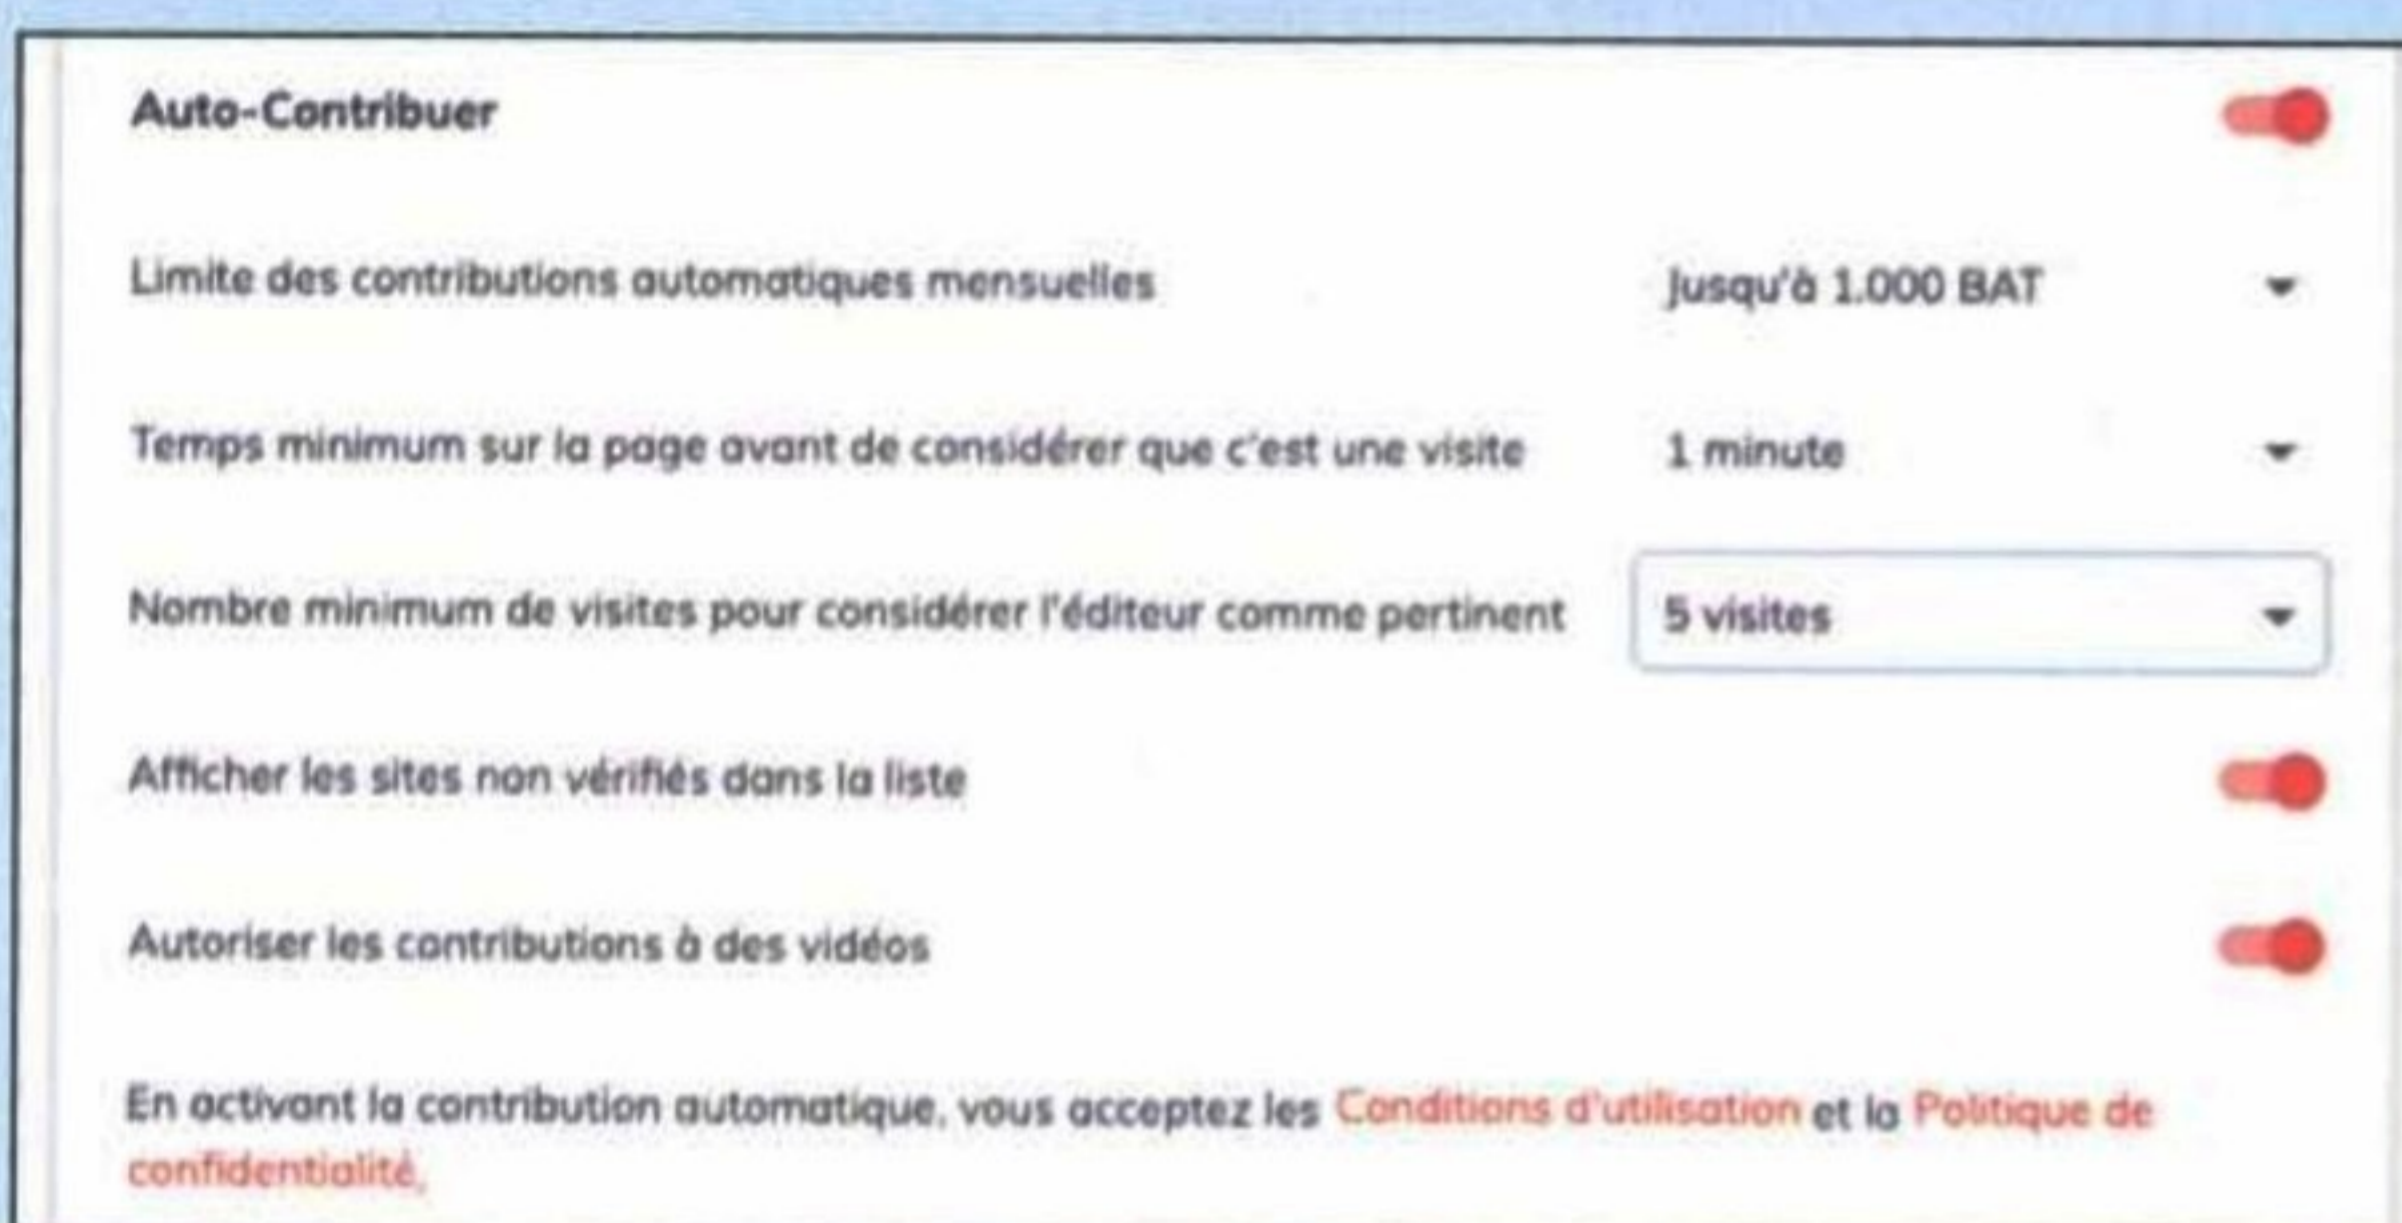 Auto-Contribuer
Limite des contributions automatiques mensuelles Jusqu'à 1.000 BAT
Temps minimum sur la page avant de considérer que c'est une visite 1 minute
Nombre minimum de visites pour considérer l'éditeur comme pertinent 5 visites
Afficher les sites non vérifiés dans la liste
Autoriser les contributions à des vidéos
En activant la contribution automatique, vous acceptez les Conditions d'utilisation et la Politique de
confidentialité,